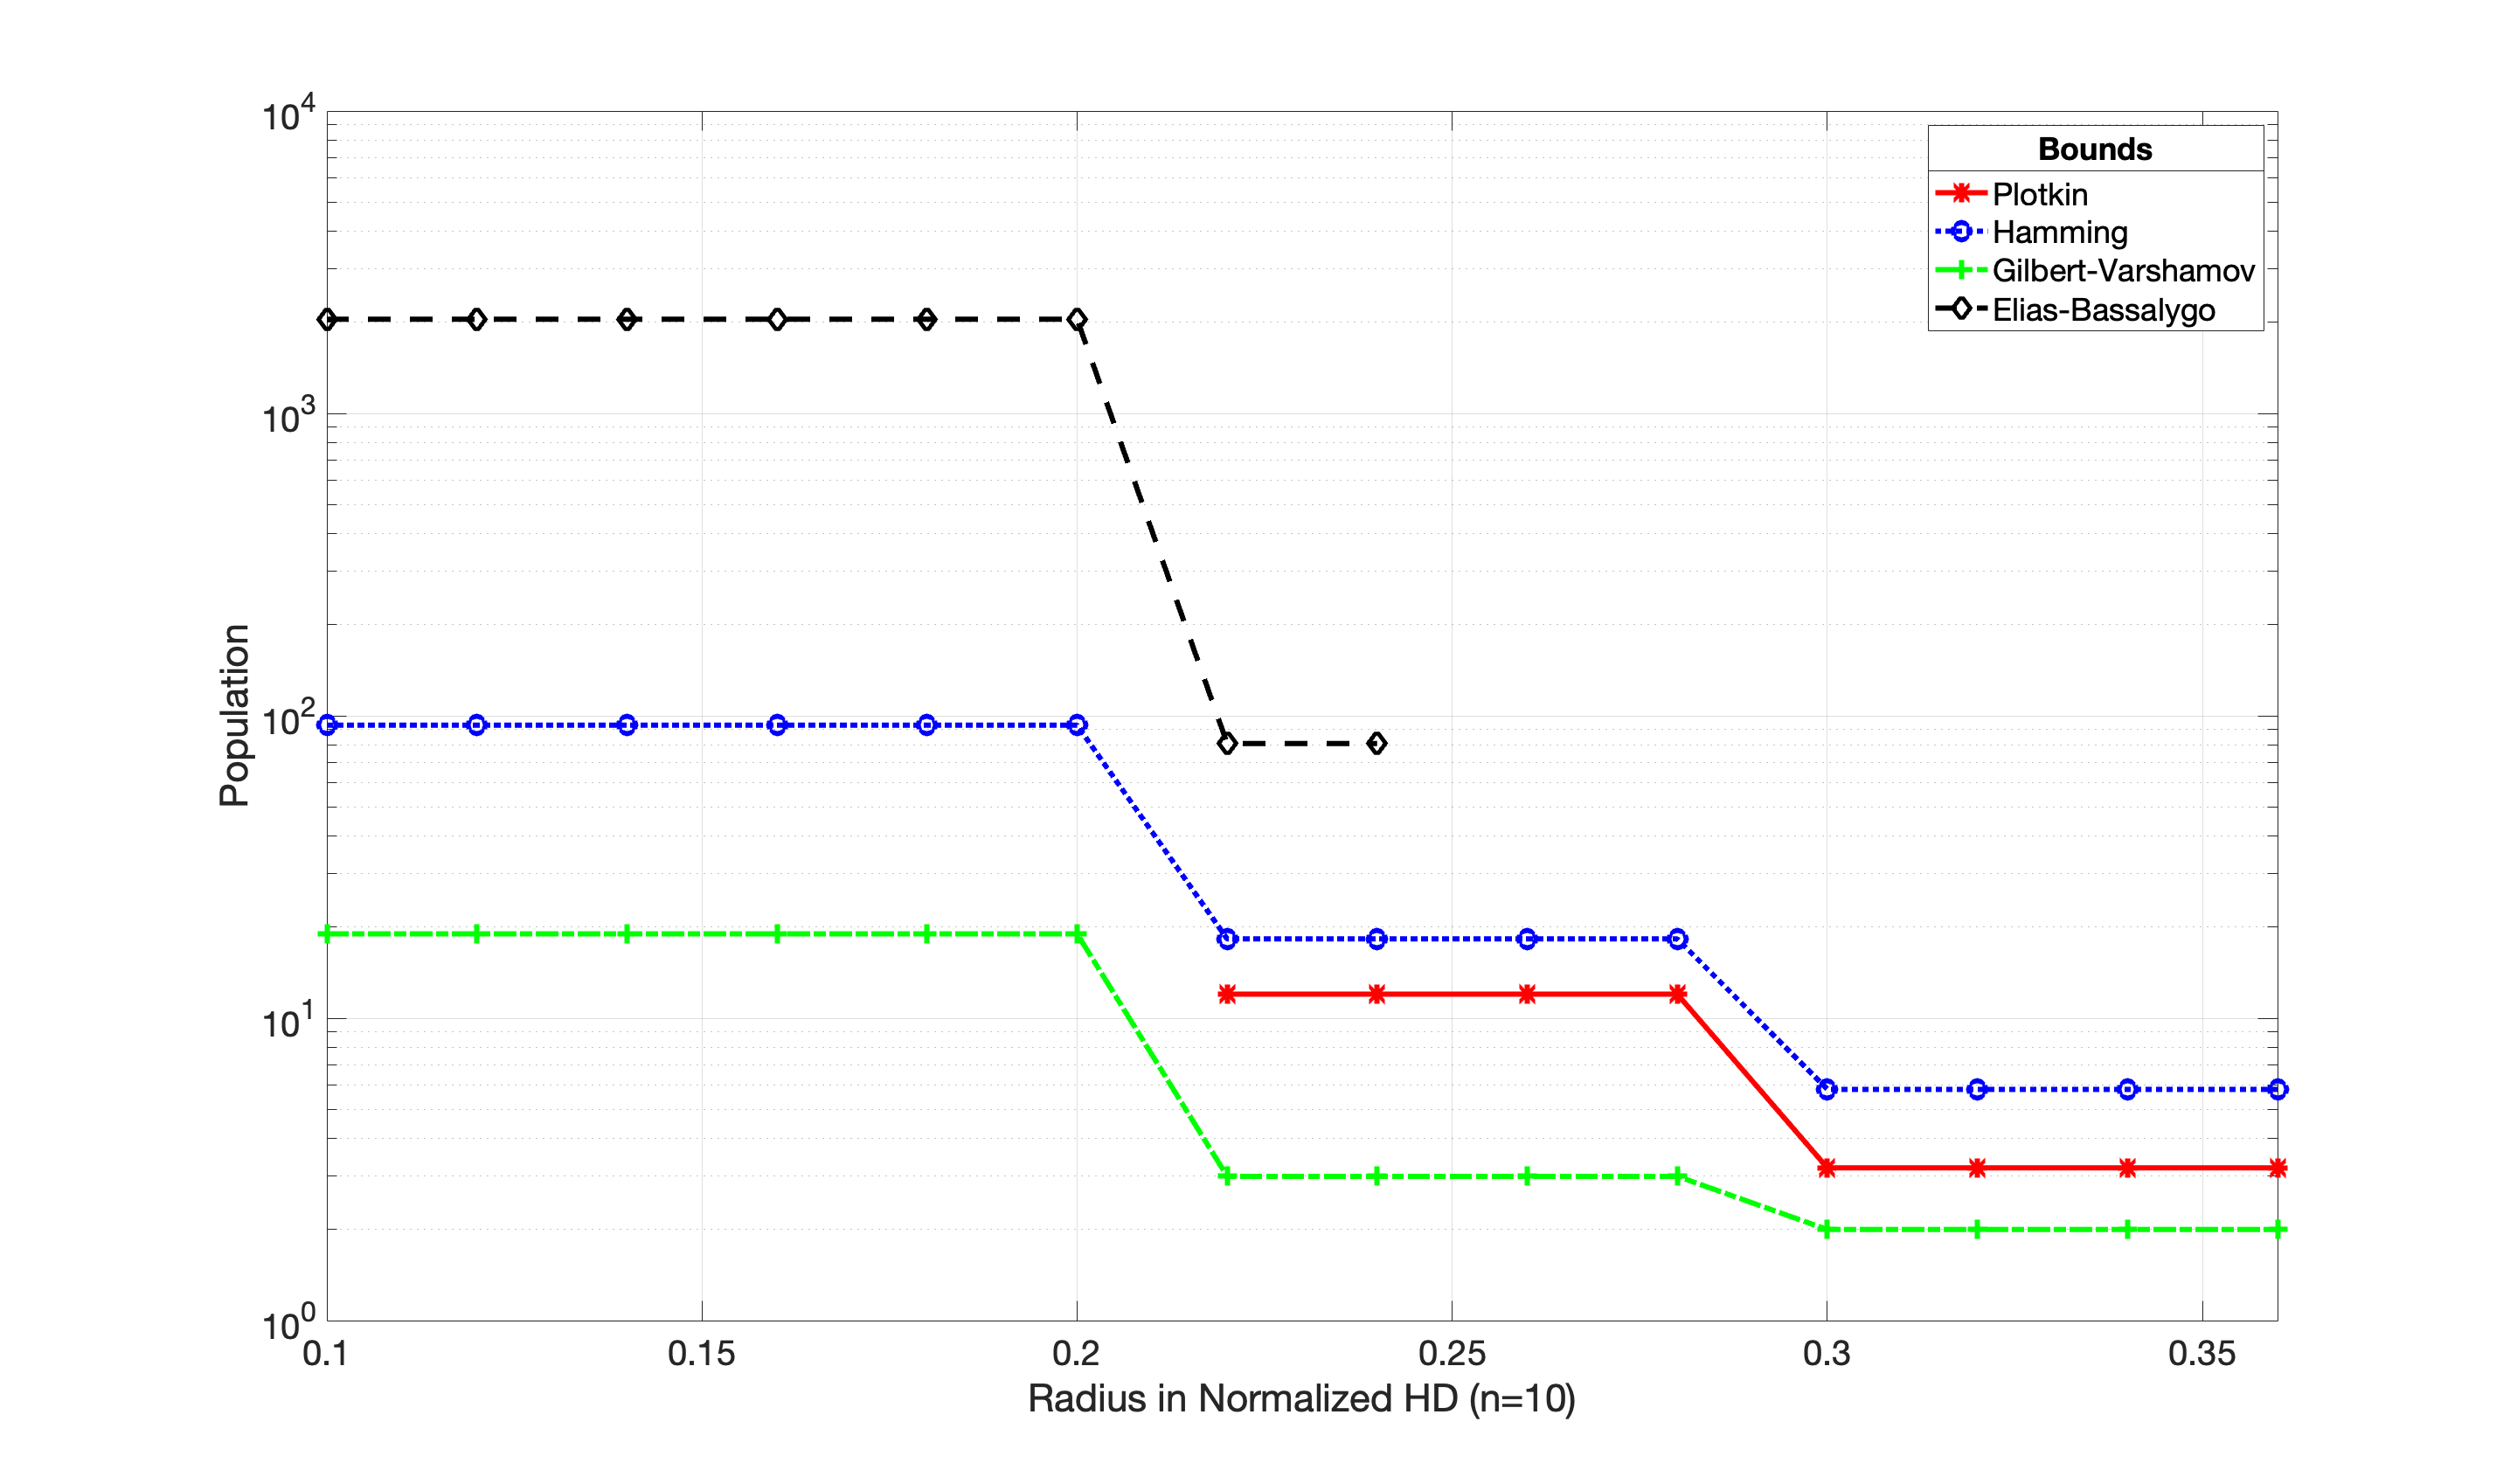 10^4
10^3
10^2
10^1
10^0
Population
0.1 0.15 0.2 0.25 0.3 0.35
Radius in Normalized HD (n=10)
Bounds
Plotkin
Hamming
Gilbert-Varshamov
Elias-Bassalygo